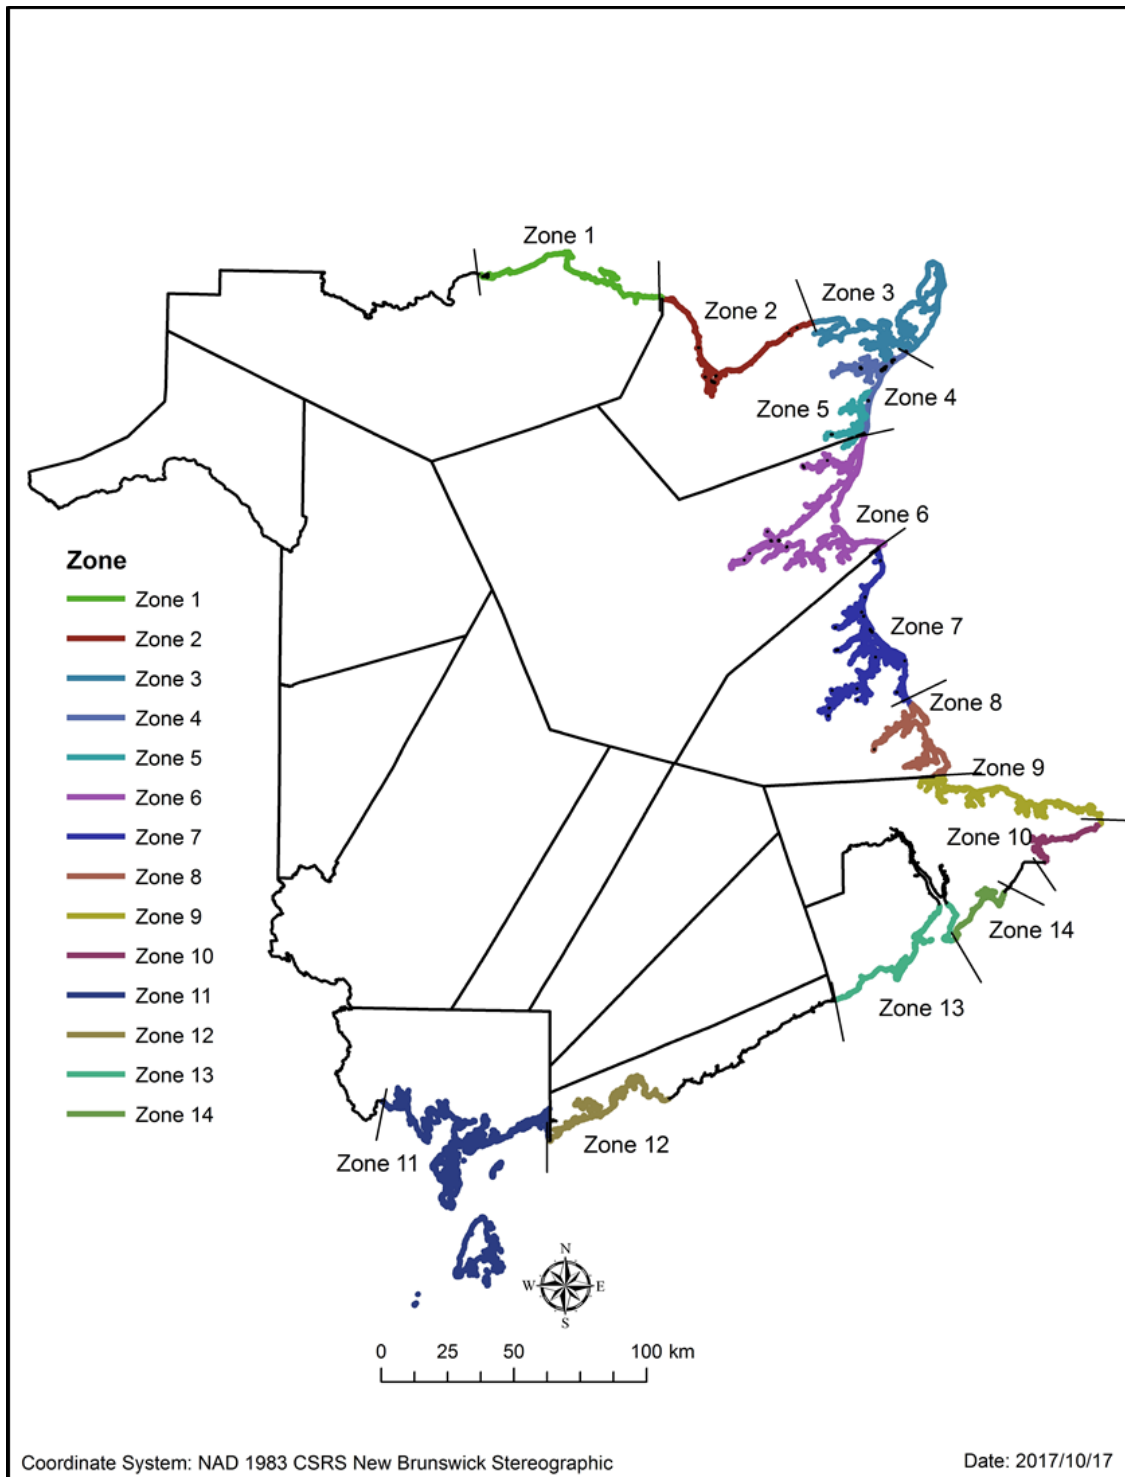 Zone 1
Zone 2
Zone 3
Zone 4
Zone 5
Zone 6
Zone 7
Zone 8
Zone 9
Zone 10
Zone 14
Zone 13
Zone 12
Zone 11
Zone
Zone 1
Zone 2
Zone 3
Zone 4
Zone 5
Zone 6
Zone 7
Zone 8
Zone 9
Zone 10
Zone 11
Zone 12
Zone 13
Zone 14
N
W E
S
0 25 50 100 km
Coordinate System: NAD 1983 CSRS New Brunswick Stereographic
Date: 2017/10/17